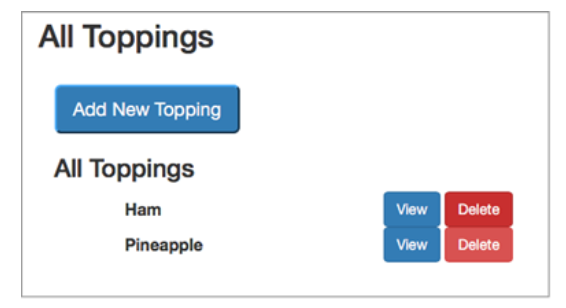 All Toppings
Add New Topping
All Toppings
Ham View Delete
Pineapple View Delete